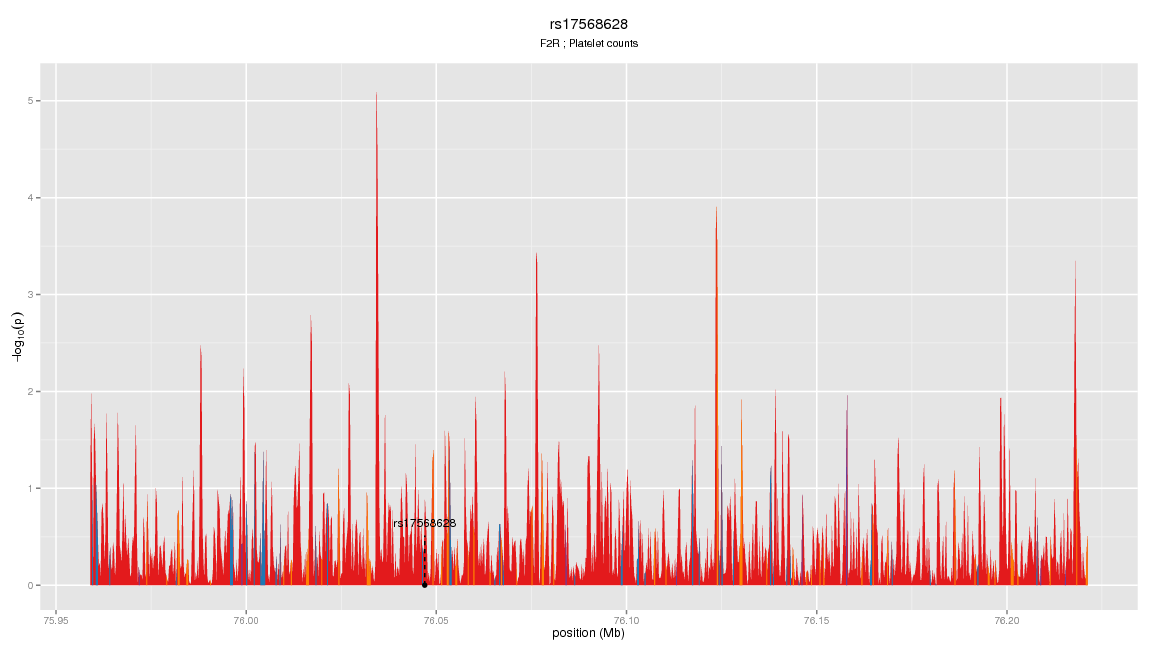 rs17568628
F2R ; Platelet counts
5
4
3
2
1
0
−log10(p)
rs17568628
75.95 76.00 76.05 76.10 76.15 76.20
position (Mb)